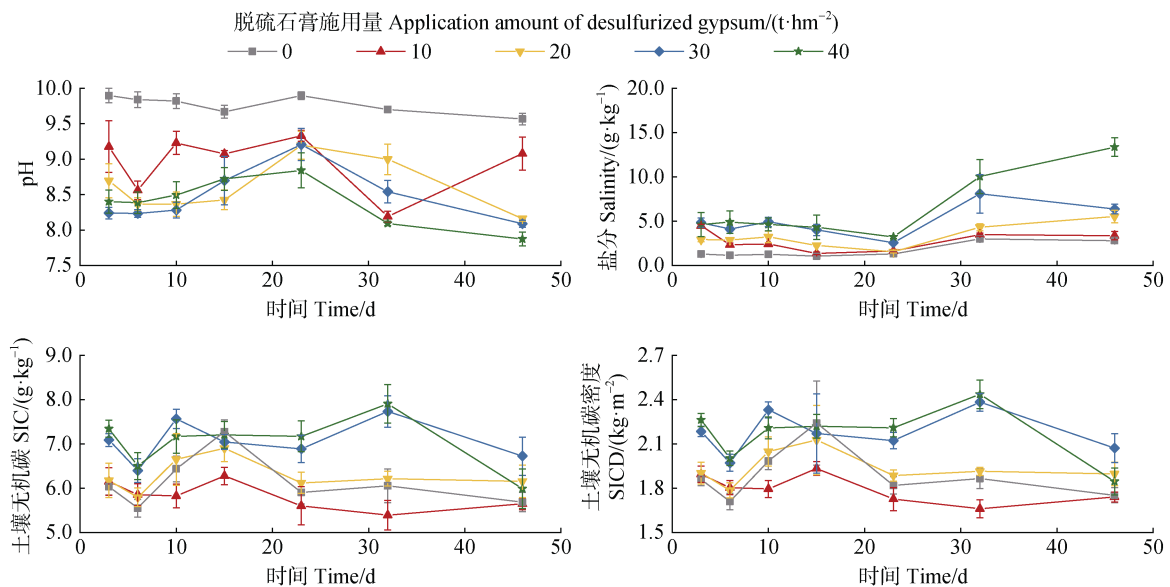 脱硫石膏施用量 Application amount of desulfurized gypsum/(t·hm⁻²)
0 10 20 30 40
10.0
9.5
9.0
8.5
8.0
7.5
pH
0 10 20 30 40 50
时间 Time/d
20.0
15.0
10.0
5.0
0.0
盐分 Salinity/(g·kg⁻¹)
0 10 20 30 40 50
时间 Time/d
9.0
8.0
7.0
6.0
5.0
土壤无机碳 SIC/(g·kg⁻¹)
0 10 20 30 40 50
时间 Time/d
2.7
2.4
2.1
1.8
1.5
土壤无机碳密度
SICD/(kg·m⁻²)
0 10 20 30 40 50
时间 Time/d